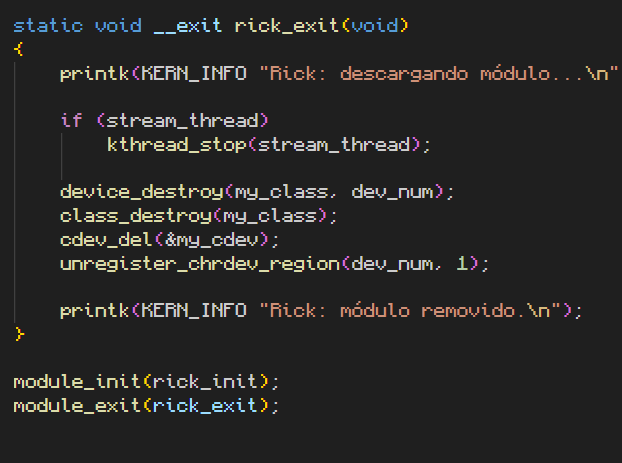 static void __exit rick_exit(void)
{
    printk(KERN_INFO "Rick: descargando módulo...\n"
    if (stream_thread)
        kthread_stop(stream_thread);
    device_destroy(my_class, dev_num);
    class_destroy(my_class);
    cdev_del(&my_cdev);
    unregister_chrdev_region(dev_num, 1);
    printk(KERN_INFO "Rick: módulo removido.\n");
}
module_init(rick_init);
module_exit(rick_exit);